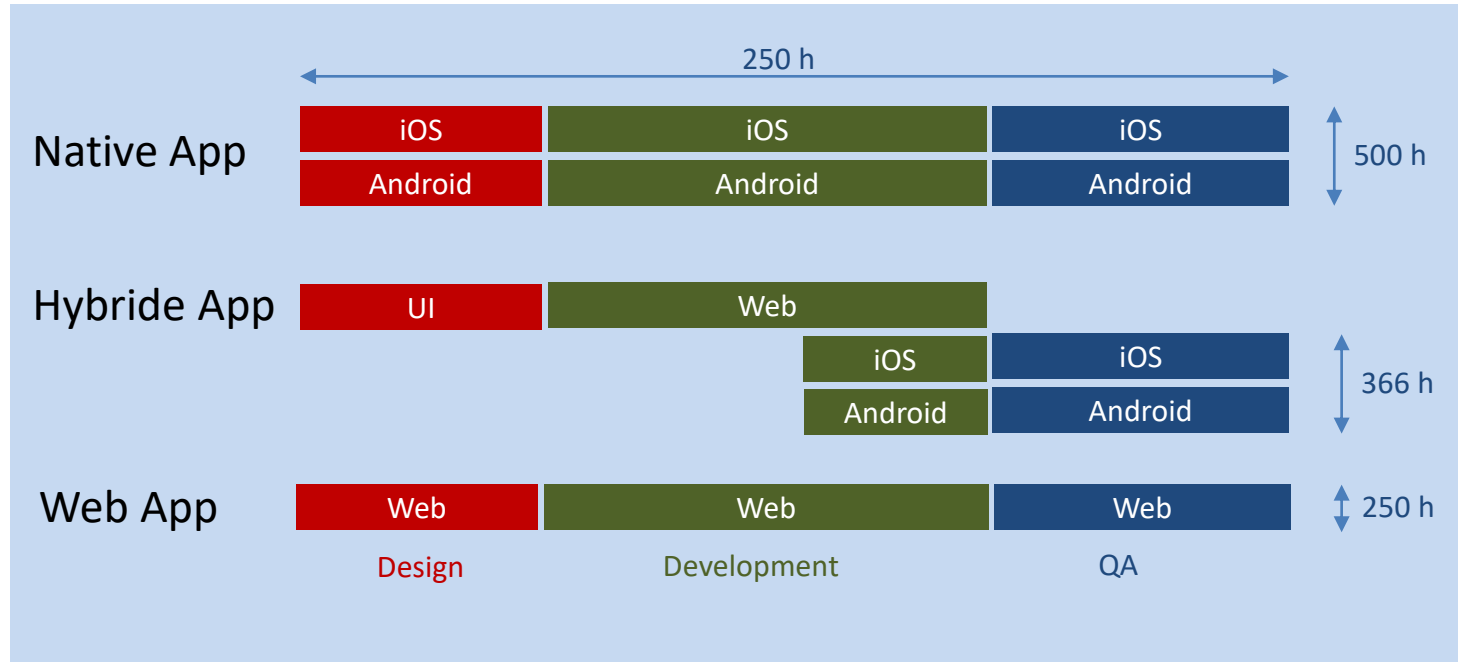 250 h
Native App
iOS
iOS
iOS
500 h
Android
Android
Android
Hybride App
UI
Web
iOS
iOS
366 h
Android
Android
Web App
Web
Web
Web
250 h
Design
Development
QA